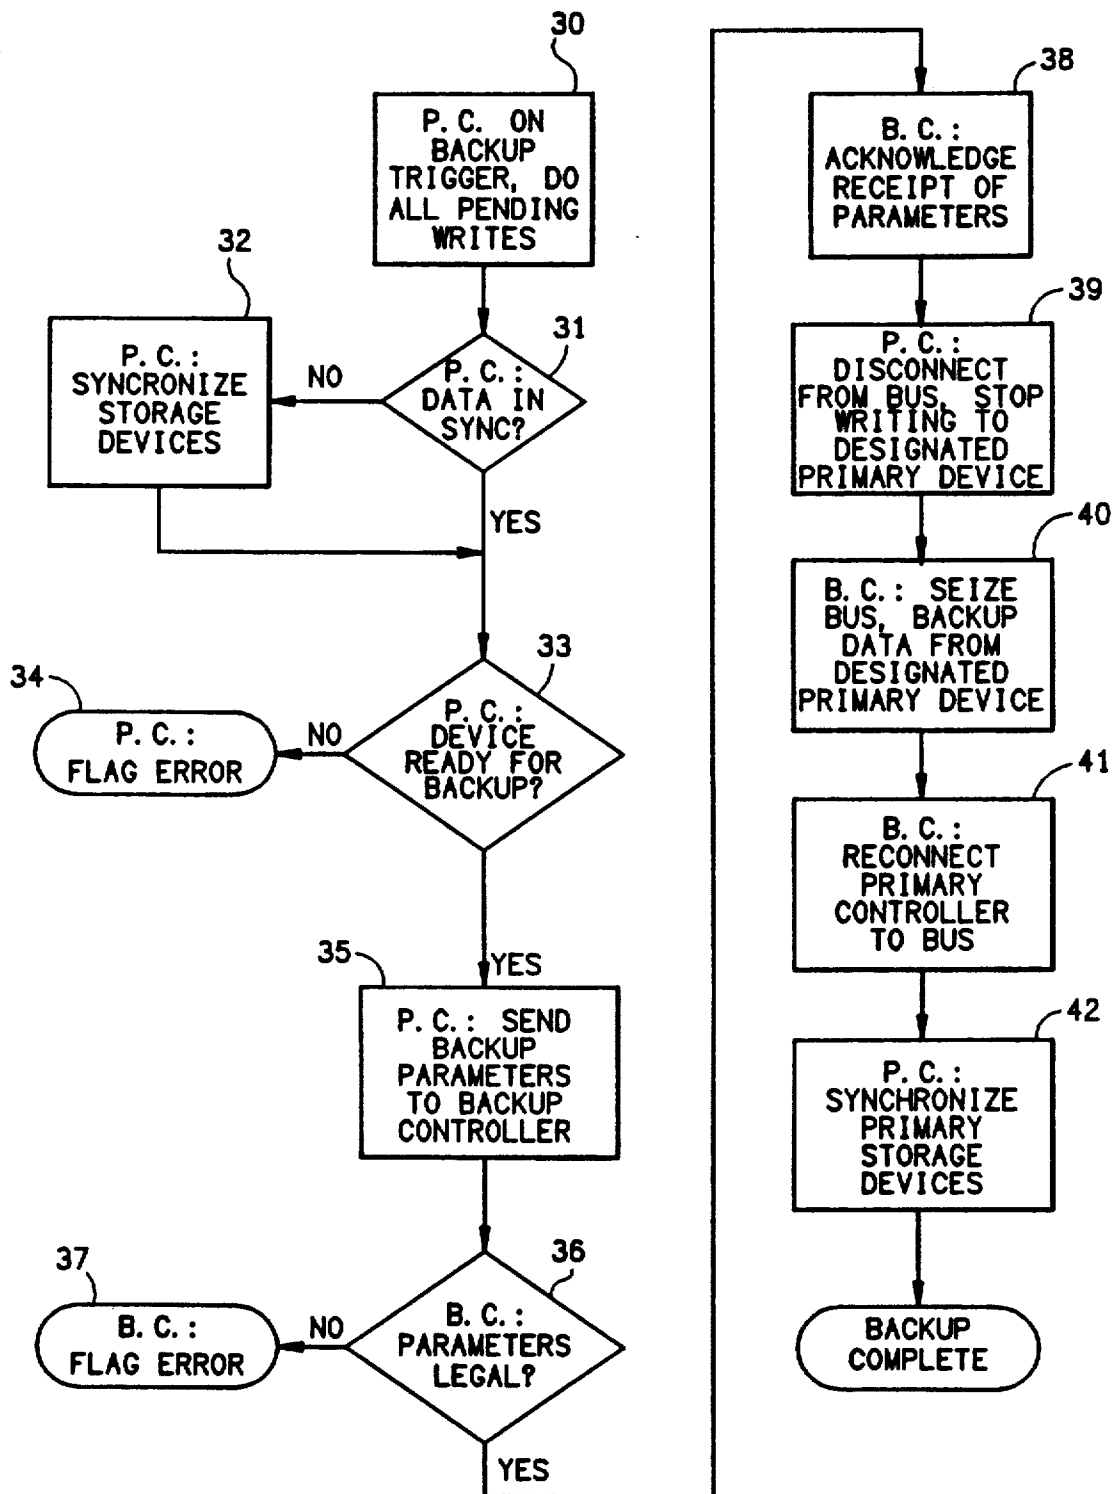 30
P. C. ON
BACKUP
TRIGGER, DO
ALL PENDING
WRITES
32
P. C. :
SYNCRONIZE
STORAGE
DEVICES
NO
31
P. C. :
DATA IN
SYNC?
YES
34
P. C. :
FLAG ERROR
NO
33
P. C. :
DEVICE
READY FOR
BACKUP?
YES
35
P. C. : SEND
BACKUP
PARAMETERS
TO BACKUP
CONTROLLER
37
B. C. :
FLAG ERROR
NO
36
B. C. :
PARAMETERS
LEGAL?
YES
38
B. C. :
ACKNOWLEDGE
RECEIPT OF
PARAMETERS
39
P. C. :
DISCONNECT
FROM BUS, STOP
WRITING TO
DESIGNATED
PRIMARY DEVICE
40
B. C. : SEIZE
BUS, BACKUP
DATA FROM
DESIGNATED
PRIMARY DEVICE
41
B. C. :
RECONNECT
PRIMARY
CONTROLLER
TO BUS
42
P. C. :
SYNCHRONIZE
PRIMARY
STORAGE
DEVICES
BACKUP
COMPLETE